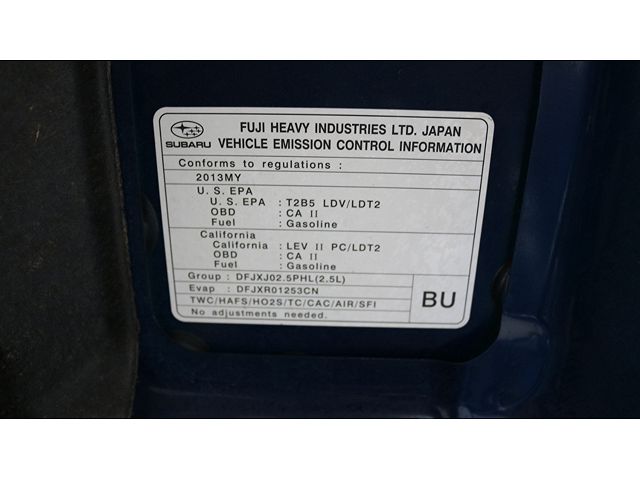 FUJI HEAVY INDUSTRIES LTD. JAPAN
SUBARU VEHICLE EMISSION CONTROL INFORMATION
Conforms to regulations :
2013MY
U. S. EPA
U. S. EPA : T2B5 LDV/LDT2
OBD : CA II
Fuel : Gasoline
California
California : LEV II PC/LDT2
OBD : CA II
Fuel : Gasoline
Group : DFJXJ02.5PHL(2.5L)
Evap : DFJXR01253CN
TWC/HAFS/HO2S/TC/CAC/AIR/SFI
No adjustments needed.
BU